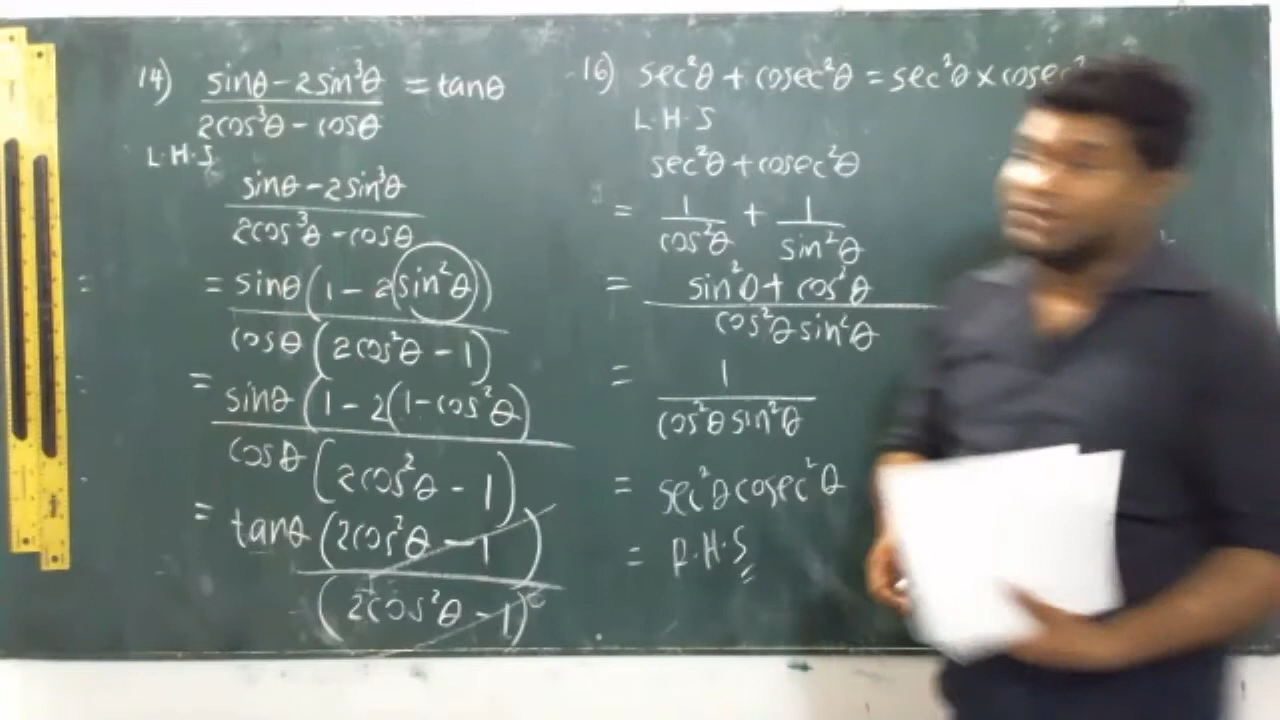 14) sinθ - 2sin³θ / 2cos³θ - cosθ = tanθ
L.H.S
sinθ - 2sin³θ / 2cos³θ - cosθ
= sinθ(1 - 2(sin²θ)) / cosθ(2cos²θ - 1)
= sinθ(1 - 2(1 - cos²θ) / cosθ(2cos²θ - 1)
= tanθ(2cos²θ - 1) / (2cos²θ - 1)
16) sec²θ + cosec²θ = sec²θ × cosec²
L.H.S
sec²θ + cosec²θ
= 1 / cos²θ + 1 / sin²θ
= sin²θ + cos²θ / cos²θ sin²θ
= 1 / cos²θ sin²θ
= sec²θ cosec²θ
= R.H.S